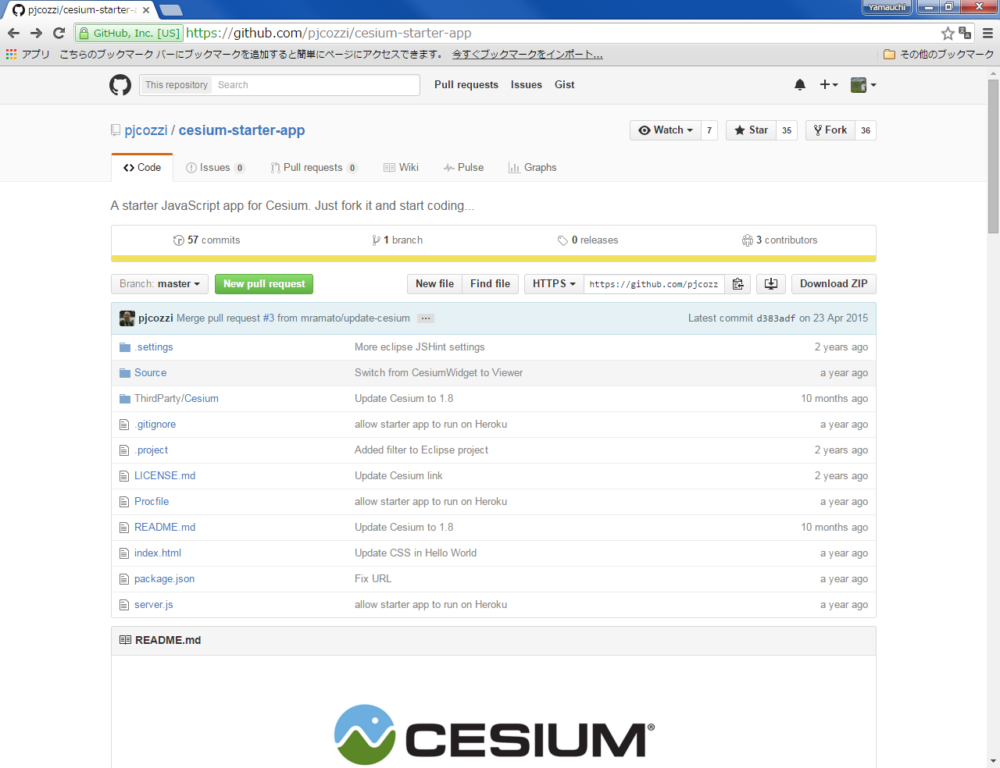 pjcozzi/cesium-starter-a
Yamauchi
GitHub, Inc. [US] https://github.com/pjcozzi/cesium-starter-app
アプリ こちらのブックマーク バーにブックマークを追加すると簡単にページにアクセスできます。 今すぐブックマークをインポート... その他のブックマーク
This repository Search Pull requests Issues Gist
pjcozzi / cesium-starter-app Watch 7 Star 35 Fork 36
Code Issues 0 Pull requests 0 Wiki Pulse Graphs
A starter JavaScript app for Cesium. Just fork it and start coding...
57 commits 1 branch 0 releases 3 contributors
Branch: master New pull request New file Find file HTTPS https://github.com/pjcozz Download ZIP
pjcozzi Merge pull request #3 from mramato/update-cesium ... Latest commit d383adf on 23 Apr 2015
.settings More eclipse JSHint settings 2 years ago
Source Switch from CesiumWidget to Viewer a year ago
ThirdParty/Cesium Update Cesium to 1.8 10 months ago
.gitignore allow starter app to run on Heroku a year ago
.project Added filter to Eclipse project 2 years ago
LICENSE.md Update Cesium link 2 years ago
Procfile allow starter app to run on Heroku a year ago
README.md Update Cesium to 1.8 10 months ago
index.html Update CSS in Hello World a year ago
package.json Fix URL a year ago
server.js allow starter app to run on Heroku a year ago
README.md
CESIUM®